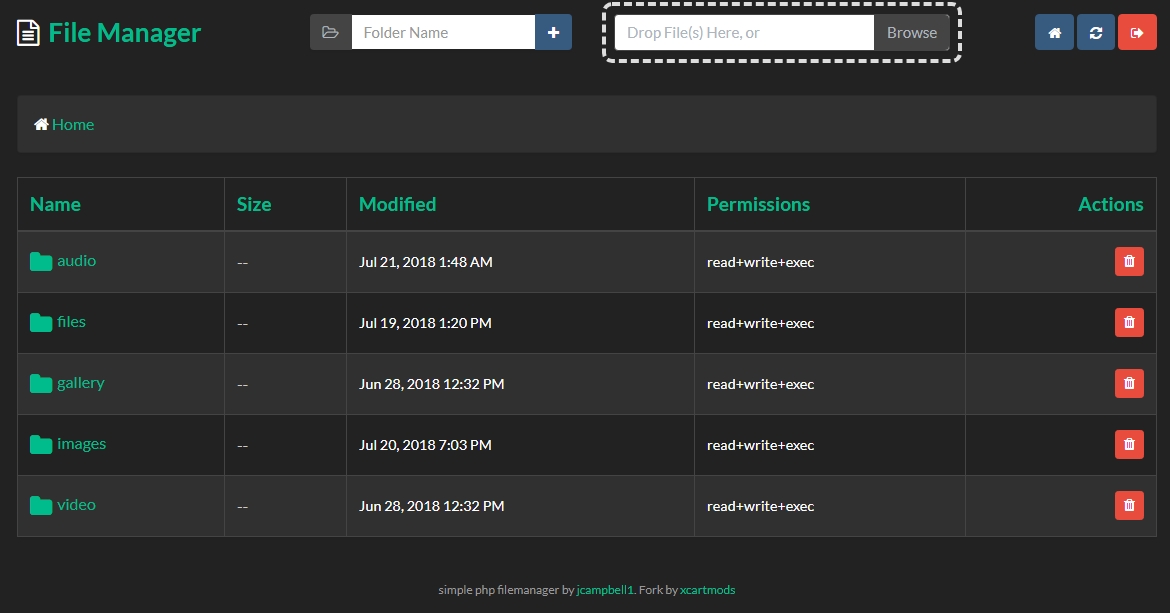 File Manager Folder Name Drop File(s) Here, or Browse
Home
Name Size Modified Permissions Actions
audio -- Jul 21, 2018 1:48 AM read+write+exec
files -- Jul 19, 2018 1:20 PM read+write+exec
gallery -- Jun 28, 2018 12:32 PM read+write+exec
images -- Jul 20, 2018 7:03 PM read+write+exec
video -- Jun 28, 2018 12:32 PM read+write+exec
simple php filemanager by jcampbell1. Fork by xcartmods